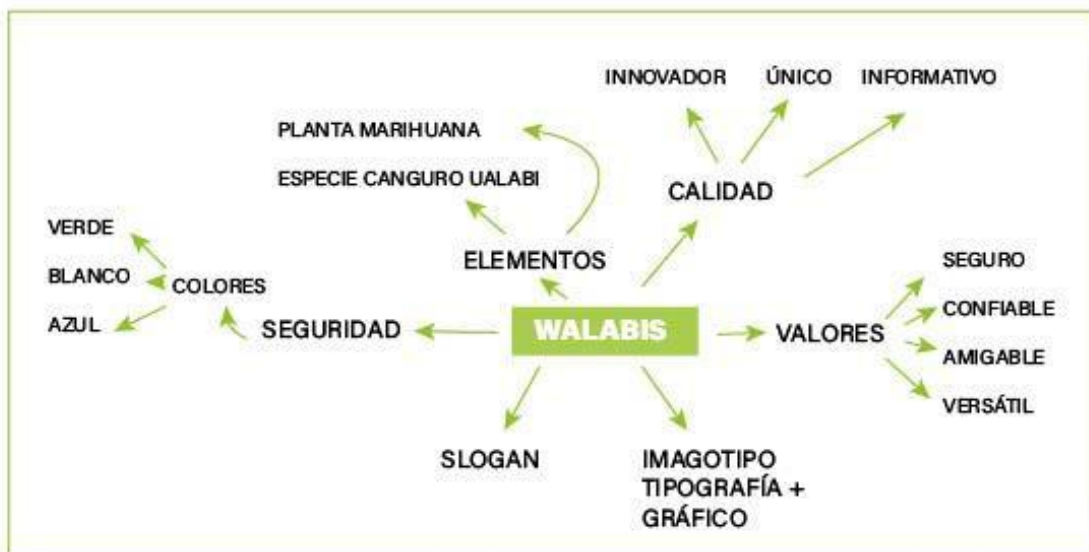 INNOVADOR
ÚNICO
INFORMATIVO
PLANTA MARIHUANA
ESPECIE CANGURO UALABI
CALIDAD
VERDE
BLANCO
AZUL
COLORES
ELEMENTOS
SEGURIDAD
WALABIS
VALORES
SEGURO
CONFIABLE
AMIGABLE
VERSÁTIL
SLOGAN
IMAGOTIPO
TIPOGRAFÍA +
GRÁFICO